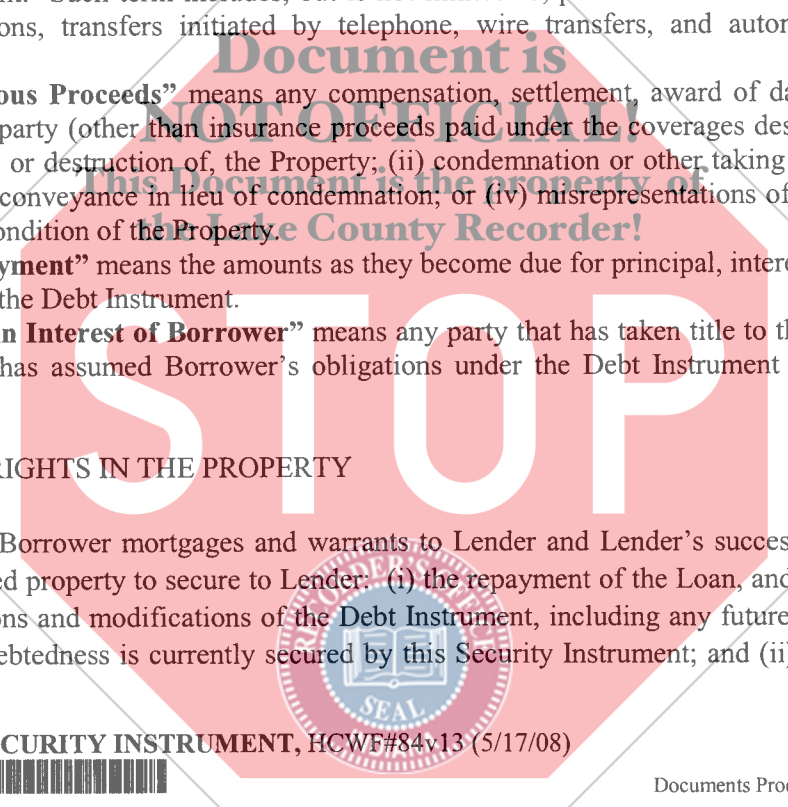 ons, transfers initiated by telephone, wire transfers, and autor
Document is
ous Proceeds” means any compensation, settlement, award of da
NOT OFFICIAL!
party (other than insurance proceeds paid under the coverages des
or destruction of, the Property; (ii) condemnation or other taking
This Document is the property of
conveyance in lieu of condemnation; or (iv) misrepresentations of
the Lake County Recorder!
ondition of the Property.
yment” means the amounts as they become due for principal, intere
the Debt Instrument.
n Interest of Borrower” means any party that has taken title to th
has assumed Borrower’s obligations under the Debt Instrument
STOP
RIGHTS IN THE PROPERTY
Borrower mortgages and warrants to Lender and Lender’s succes
ed property to secure to Lender: (i) the repayment of the Loan, and
ons and modifications of the Debt Instrument, including any future
ebtedness is currently secured by this Security Instrument; and (ii)
RECORDER'S OFFICE
SEAL
INDIANA
CURITY INSTRUMENT, HCWF#84v13 (5/17/08)
Documents Proc